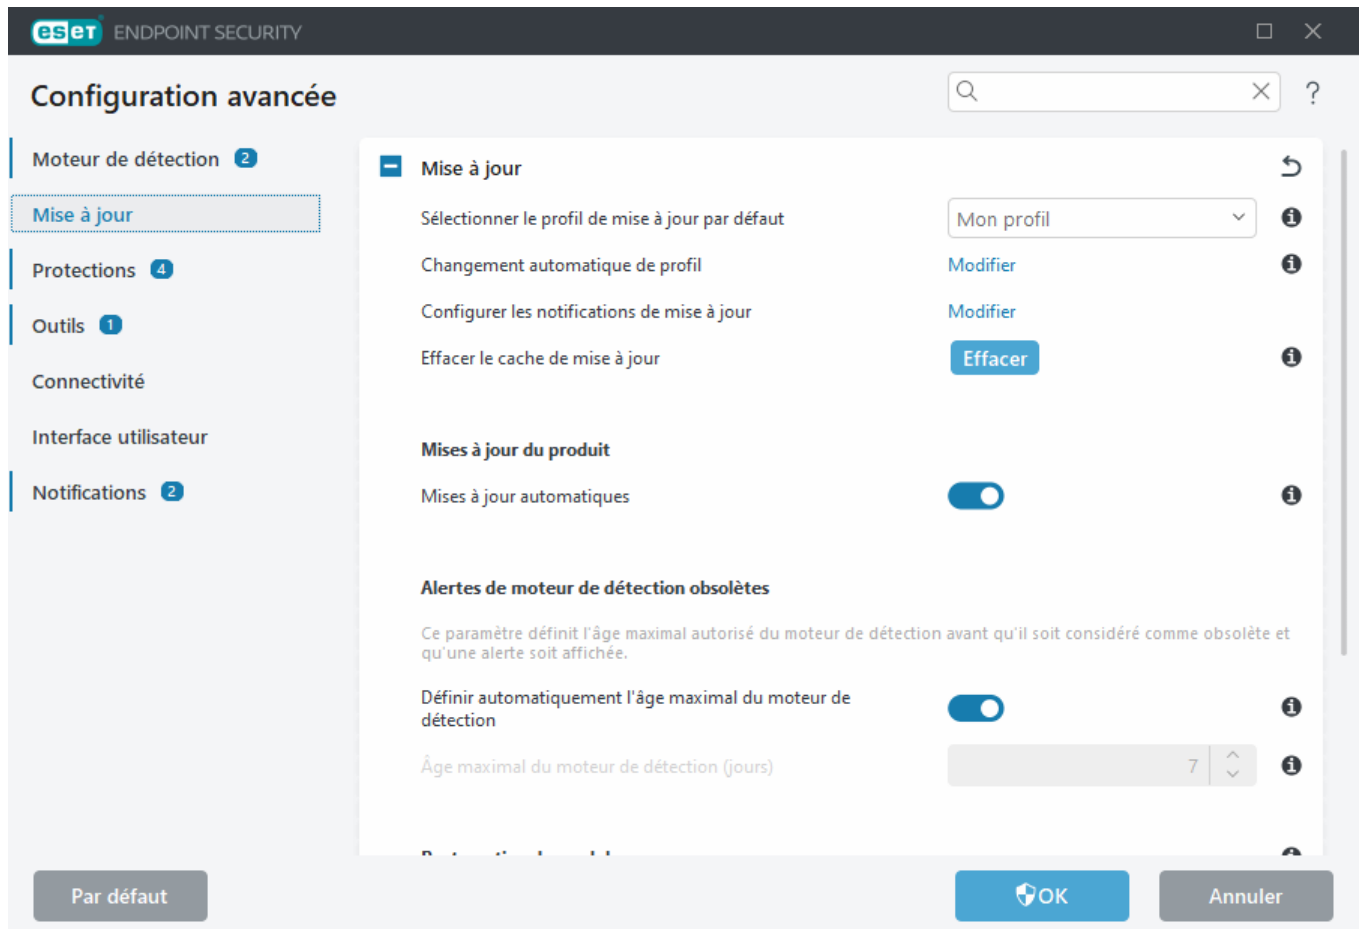 eset ENDPOINT SECURITY
Configuration avancée
?
Moteur de détection 2
Mise à jour
Protections 4
Outils 1
Connectivité
Interface utilisateur
Notifications 2
Mise à jour
Sélectionner le profil de mise à jour par défaut
Mon profil
Changement automatique de profil
Modifier
Configurer les notifications de mise à jour
Modifier
Effacer le cache de mise à jour
Effacer
Mises à jour du produit
Mises à jour automatiques
Alertes de moteur de détection obsolètes
Ce paramètre définit l'âge maximal autorisé du moteur de détection avant qu'il soit considéré comme obsolète et
qu'une alerte soit affichée.
Définir automatiquement l'âge maximal du moteur de
détection
Âge maximal du moteur de détection (jours)
7
Par défaut
OK
Annuler